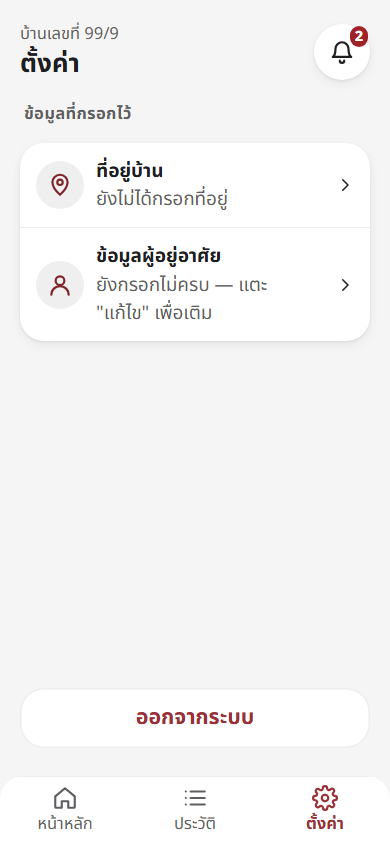 บ้านเลขที่ 99/9
ตั้งค่า
2
ข้อมูลที่กรอกไว้
ที่อยู่บ้าน
ยังไม่ได้กรอกที่อยู่
ข้อมูลผู้อยู่อาศัย
ยังกรอกไม่ครบ — แตะ
"แก้ไข" เพื่อเติม
ออกจากระบบ
หน้าหลัก
ประวัติ
ตั้งค่า